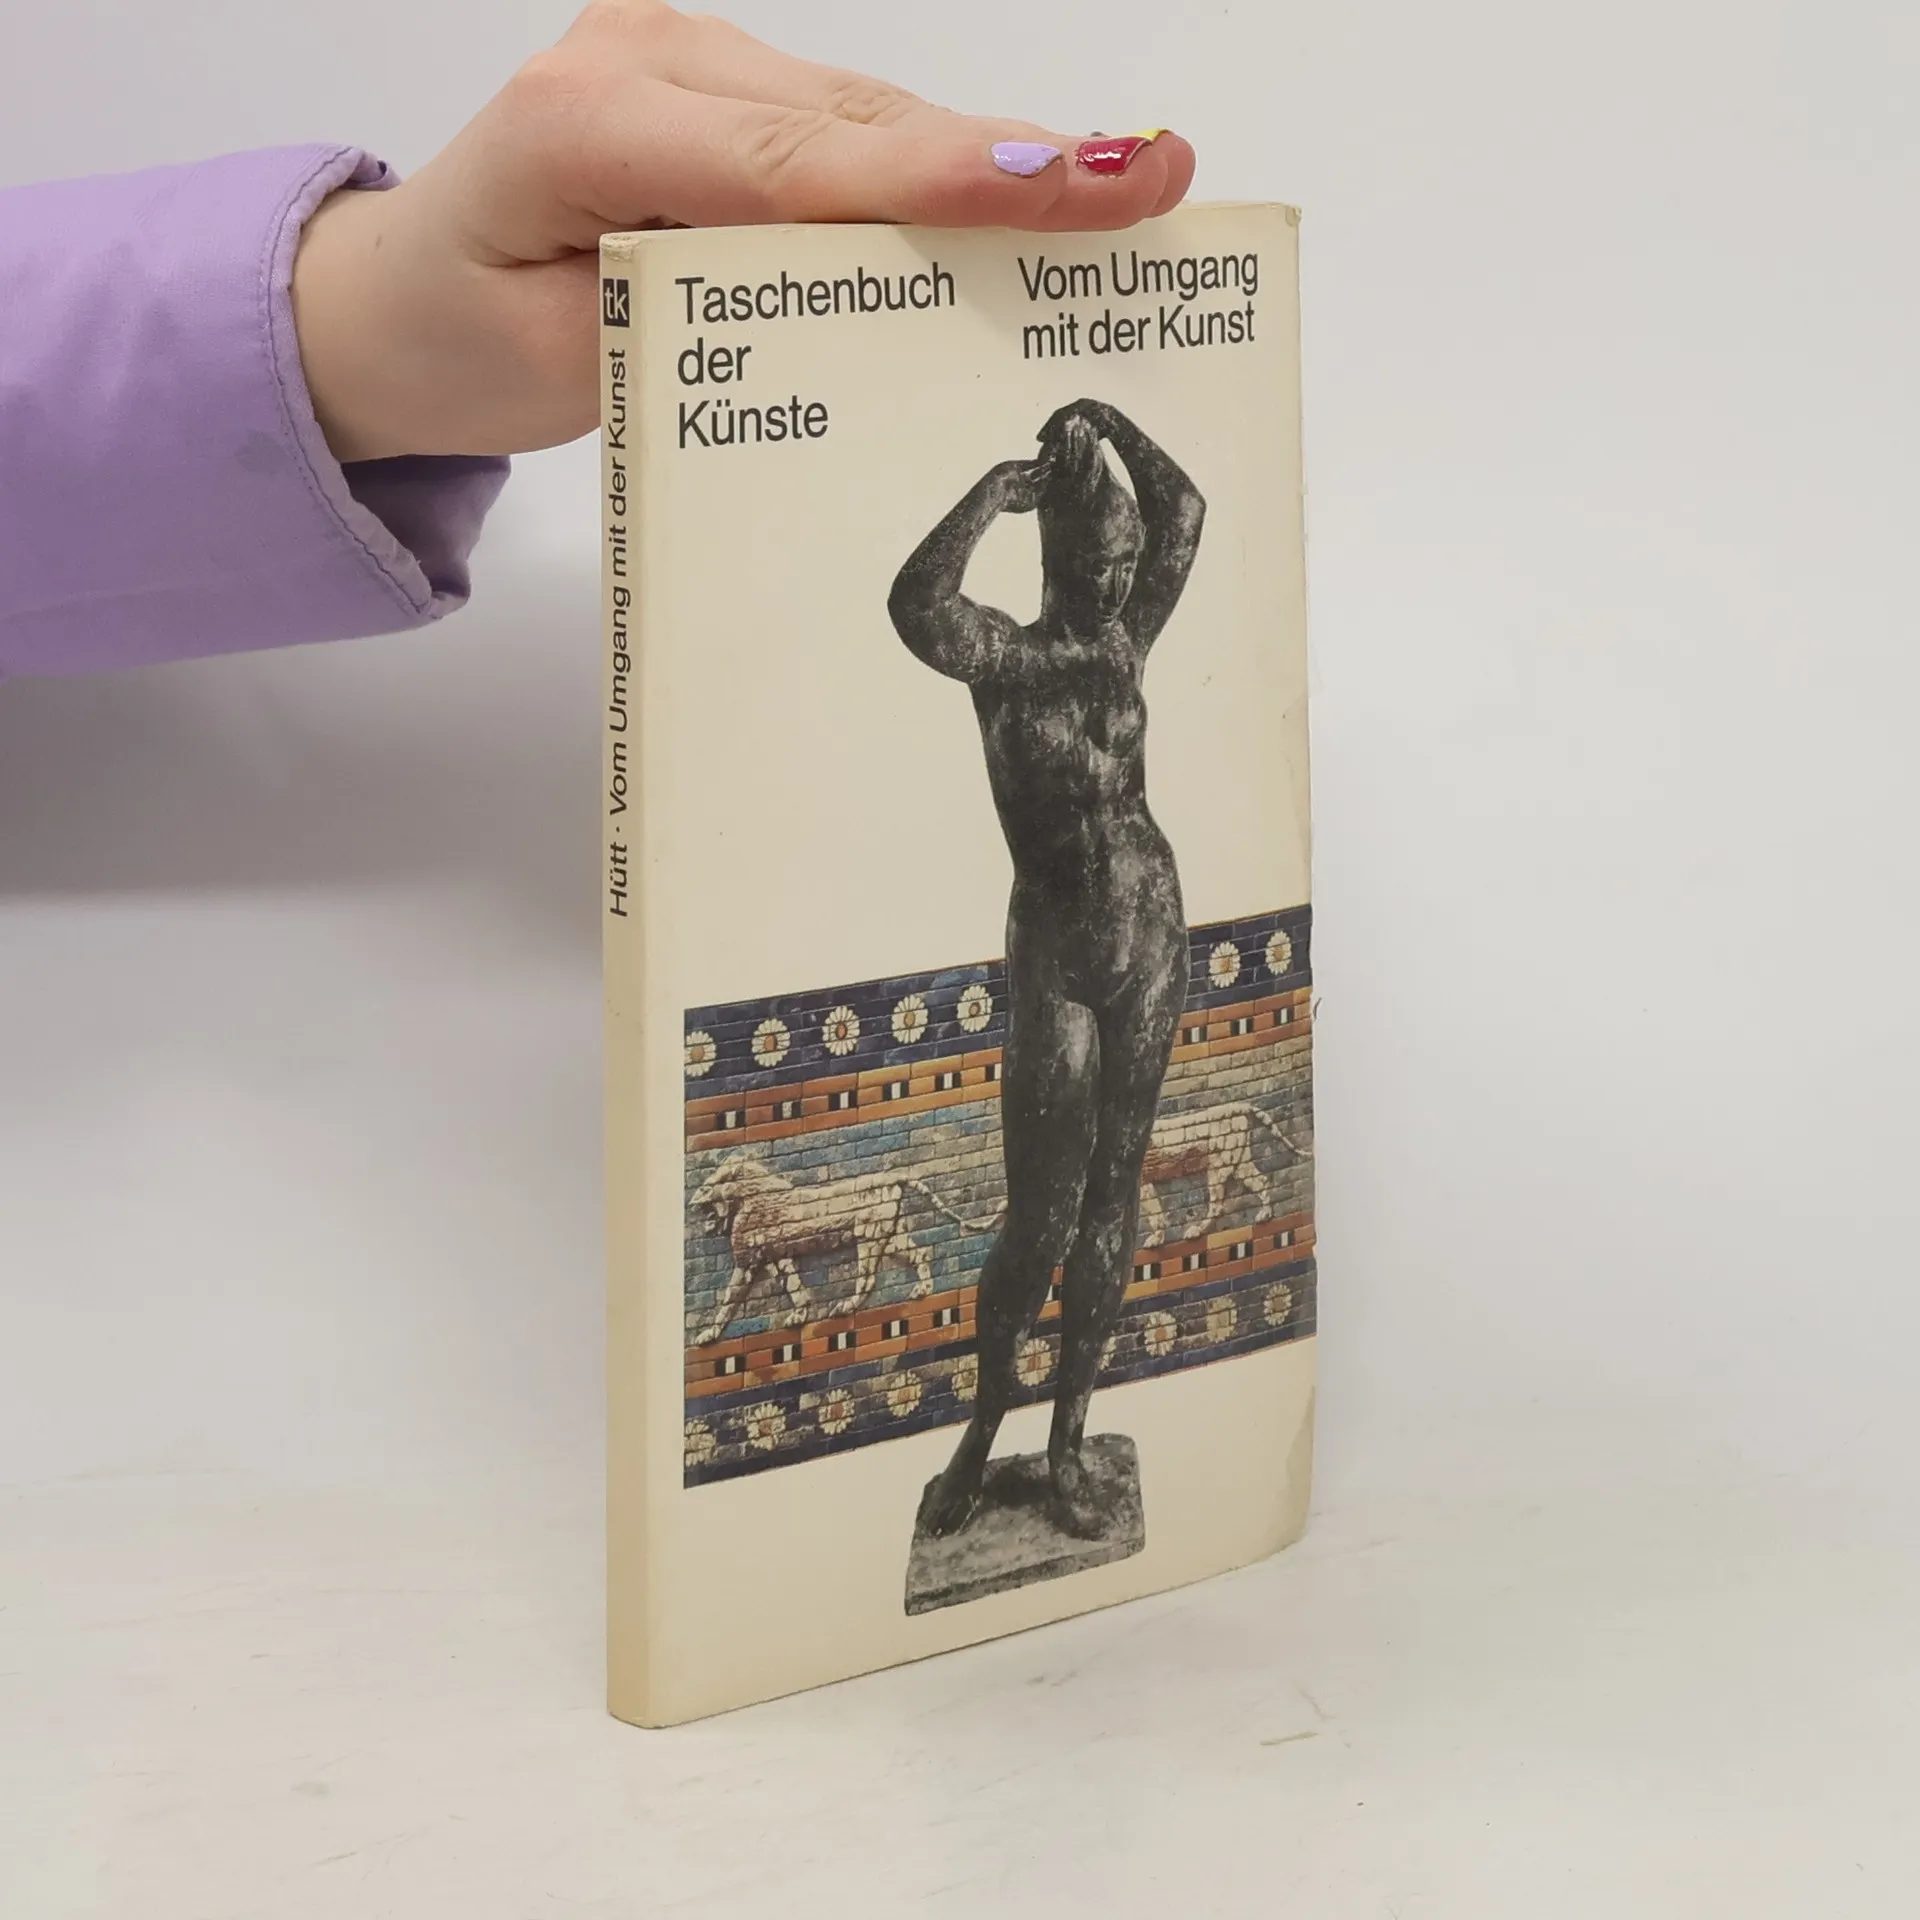 Taschenbuch
der
Künste
Vom Umgang
mit der Kunst
tk
Hütt · Vom Umgang mit der Kunst